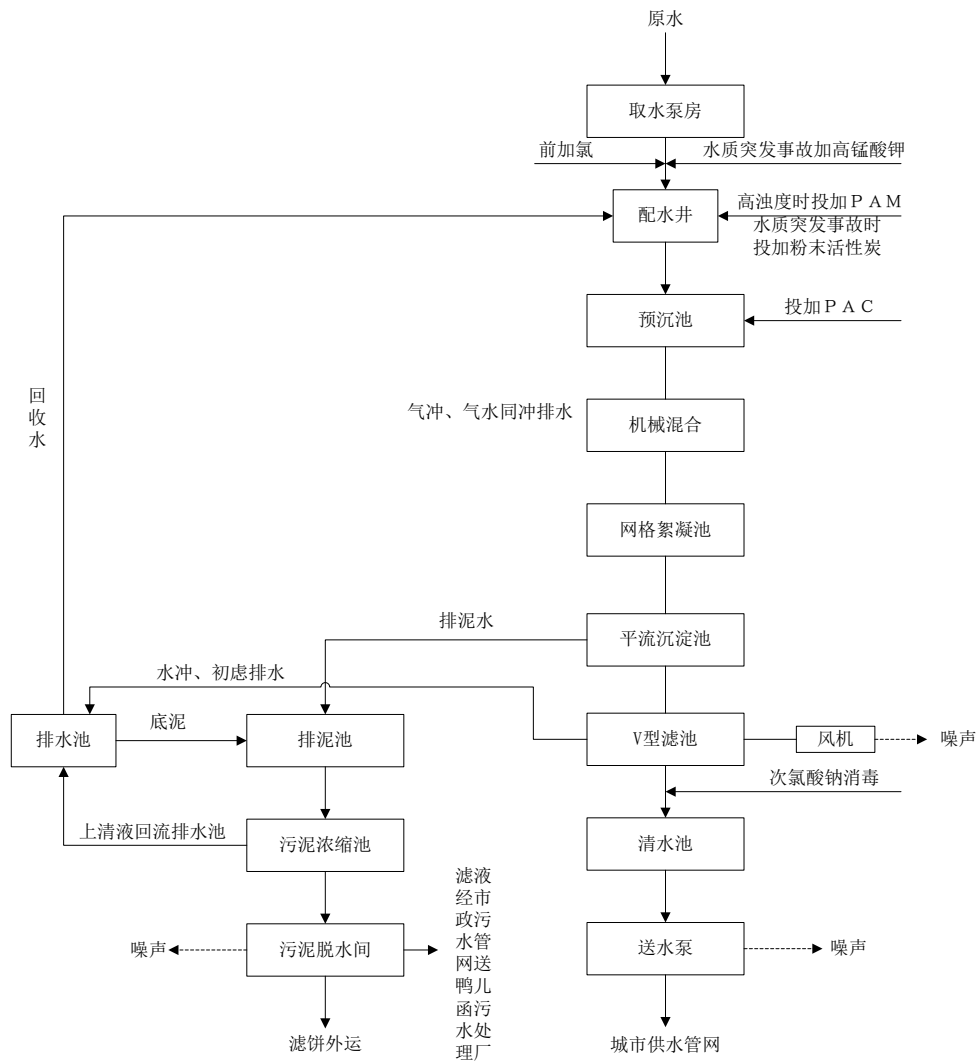 原水
取水泵房
前加氯
水质突发事故加高锰酸钾
配水井
高浊度时投加ＰＡＭ
水质突发事故时
投加粉末活性炭
预沉池
投加ＰＡＣ
回
收
水
气冲、气水同冲排水
机械混合
网格絮凝池
排泥水
平流沉淀池
水冲、初虑排水
排水池
底泥
排泥池
V型滤池
风机
噪声
次氯酸钠消毒
上清液回流排水池
污泥浓缩池
清水池
滤液
经市
政污
水管
网送
鸭儿
函污
水处
理厂
噪声
污泥脱水间
送水泵
噪声
滤饼外运
城市供水管网